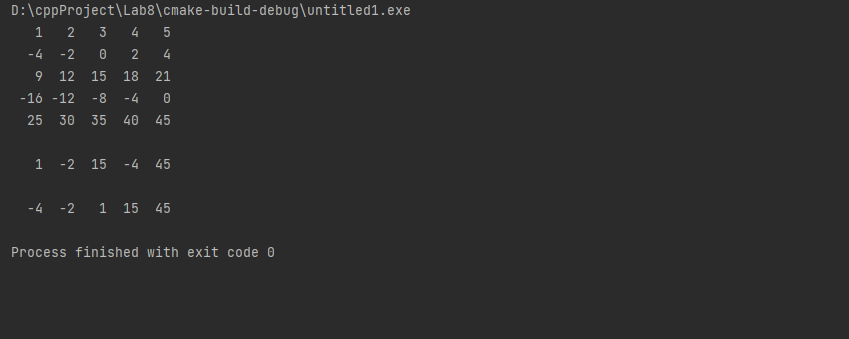 D:\cppProject\Lab8\cmake-build-debug\untitled1.exe
   1   2   3   4   5
  -4  -2   0   2   4
   9  12  15  18  21
 -16 -12  -8  -4   0
  25  30  35  40  45
   1  -2  15  -4  45
  -4  -2   1  15  45
Process finished with exit code 0